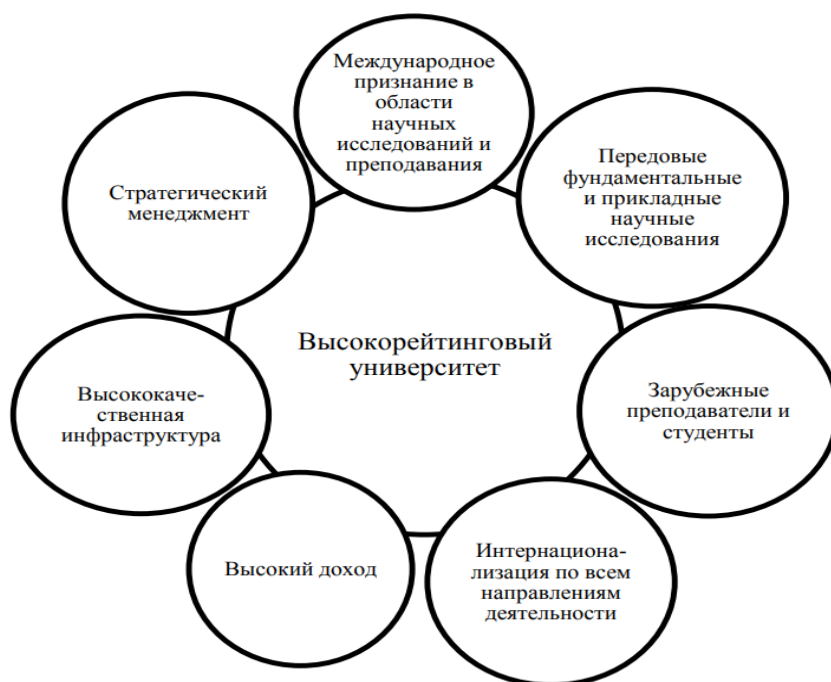 Международное
признание в
области
научных
исследований и
преподавания
Передовые
фундаментальные
и прикладные
научные
исследования
Зарубежные
преподаватели и
студенты
Интернациона-
лизация по всем
направлениям
деятельности
Высокий доход
Высококаче-
ственная
инфраструктура
Стратегический
менеджмент
Высокорейтинговый
университет